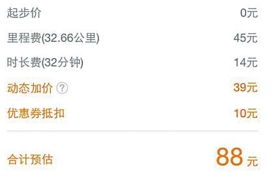 起步价 0元
里程费(32.66公里) 45元
时长费(32分钟) 14元
动态加价 ? 39元
优惠券抵扣 10元
合计预估 88元